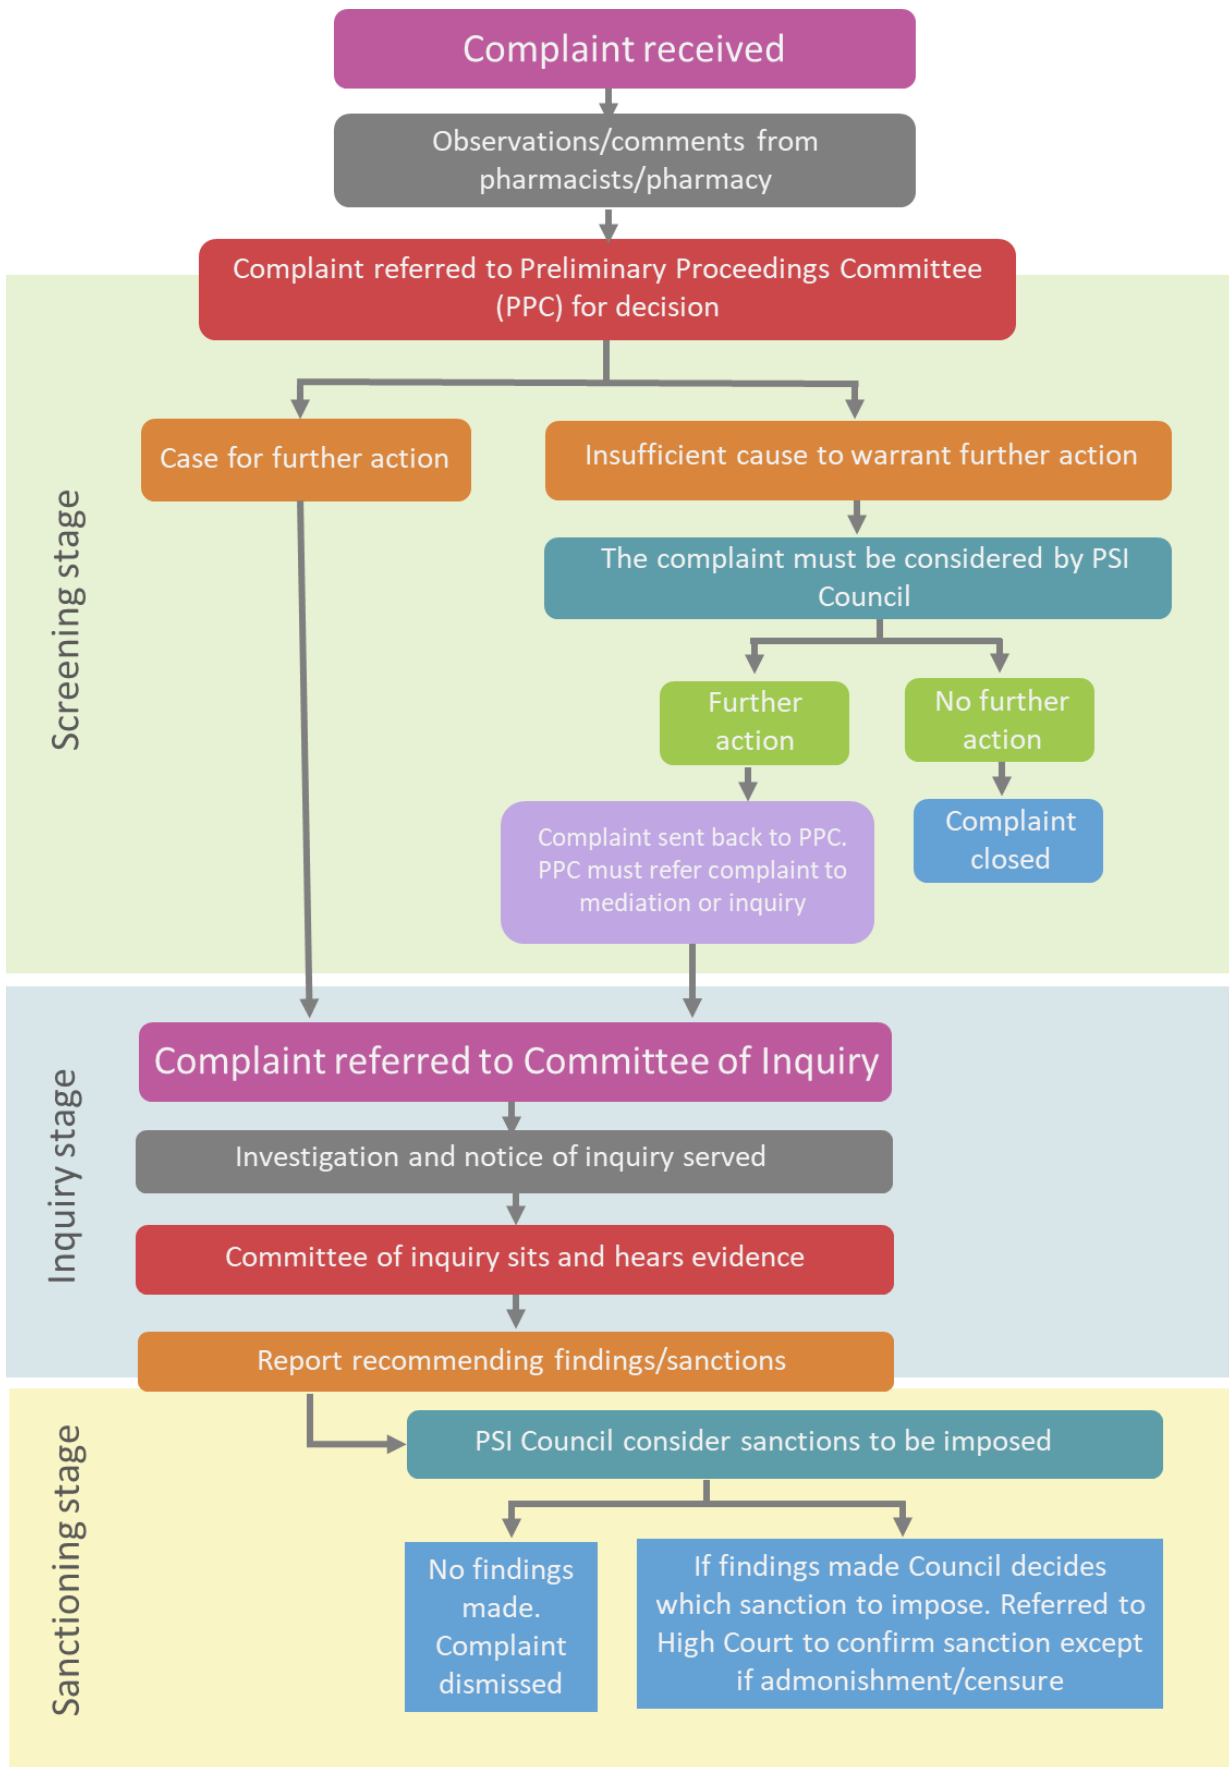 Complaint received
Observations/comments from
pharmacists/pharmacy
Complaint referred to Preliminary Proceedings Committee
(PPC) for decision
Screening stage
Case for further action
Insufficient cause to warrant further action
The complaint must be considered by PSI
Council
Further
action
No further
action
Complaint sent back to PPC.
PPC must refer complaint to
mediation or inquiry
Complaint
closed
Inquiry stage
Complaint referred to Committee of Inquiry
Investigation and notice of inquiry served
Committee of inquiry sits and hears evidence
Report recommending findings/sanctions
Sanctioning stage
PSI Council consider sanctions to be imposed
No findings
made.
Complaint
dismissed
If findings made Council decides
which sanction to impose. Referred to
High Court to confirm sanction except
if admonishment/censure